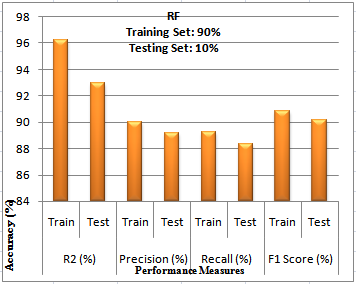 RF
Training Set: 90%
Testing Set: 10%
98
96
94
92
90
88
86
84
Accuracy (%)
Train Test Train Test Train Test Train Test
R2 (%) Precision (%) Recall (%) F1 Score (%)
Performance Measures